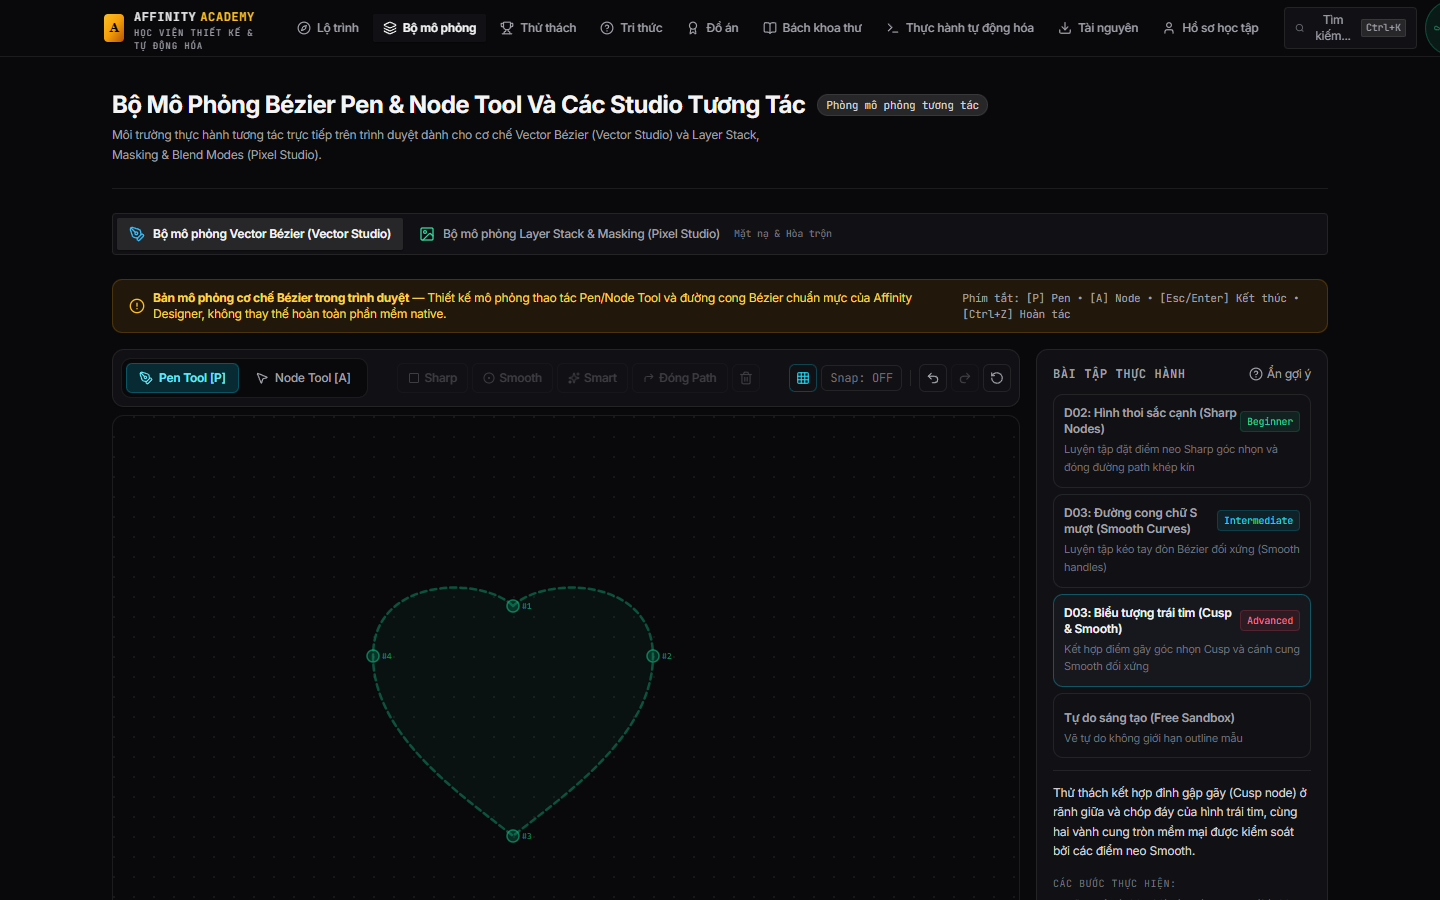 A
AFFINITY ACADEMY
HỌC VIỆN THIẾT KẾ &
TỰ ĐỘNG HÓA
Lộ trình
Bộ mô phỏng
Thử thách
Tri thức
Đồ án
Bách khoa thư
Thực hành tự động hóa
Tài nguyên
Hồ sơ học tập
Tìm
kiếm...
Ctrl+K
Bộ Mô Phỏng Bézier Pen & Node Tool Và Các Studio Tương Tác
Phòng mô phỏng tương tác
Môi trường thực hành tương tác trực tiếp trên trình duyệt dành cho cơ chế Vector Bézier (Vector Studio) và Layer Stack,
Masking & Blend Modes (Pixel Studio).
Bộ mô phỏng Vector Bézier (Vector Studio)
Bộ mô phỏng Layer Stack & Masking (Pixel Studio)
Mặt nạ & Hòa trộn
Bản mô phỏng cơ chế Bézier trong trình duyệt — Thiết kế mô phỏng thao tác Pen/Node Tool và đường cong Bézier chuẩn mực của Affinity
Designer, không thay thế hoàn toàn phần mềm native.
Phím tắt: [P] Pen • [A] Node • [Esc/Enter] Kết thúc •
[Ctrl+Z] Hoàn tác
Pen Tool [P]
Node Tool [A]
Sharp
Smooth
Smart
Đóng Path
Snap: OFF
#1
#4
#2
#3
BÀI TẬP THỰC HÀNH
Ẩn gợi ý
D02: Hình thoi sắc cạnh (Sharp
Nodes)
Beginner
Luyện tập đặt điểm neo Sharp góc nhọn và
đóng đường path khép kín
D03: Đường cong chữ S
mượt (Smooth Curves)
Intermediate
Luyện tập kéo tay đòn Bézier đối xứng (Smooth
handles)
D03: Biểu tượng trái tim (Cusp
& Smooth)
Advanced
Kết hợp điểm gãy góc nhọn Cusp và cánh cung
Smooth đối xứng
Tự do sáng tạo (Free Sandbox)
Vẽ tự do không giới hạn outline mẫu
Thử thách kết hợp đỉnh gập gãy (Cusp node) ở
rãnh giữa và chóp đáy của hình trái tim, cùng
hai vành cung tròn mềm mại được kiểm soát
bởi các điểm neo Smooth.
CÁC BƯỚC THỰC HIỆN: